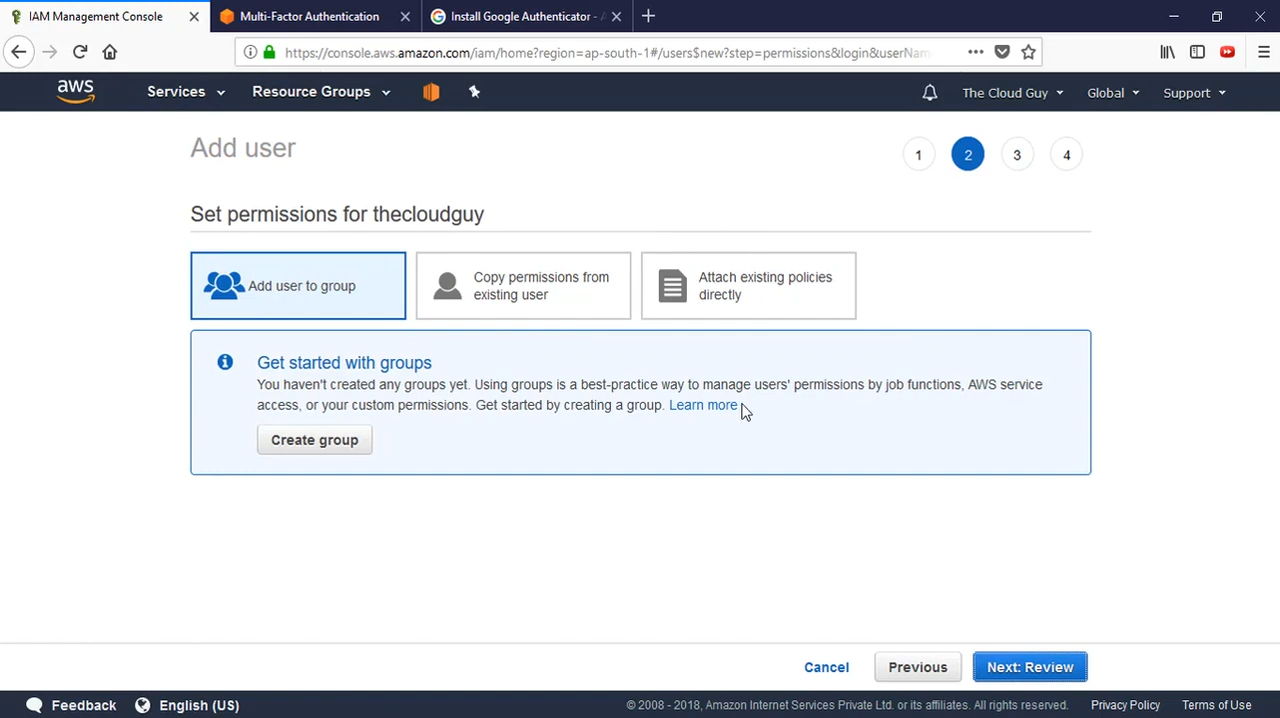 IAM Management Console
Multi-Factor Authentication
Install Google Authenticator -
https://console.aws.amazon.com/iam/home?region=ap-south-1#/users$new?step=permissions&login&userNam
aws
Services
Resource Groups
The Cloud Guy
Global
Support
Add user
1
2
3
4
Set permissions for thecloudguy
Add user to group
Copy permissions from
existing user
Attach existing policies
directly
Get started with groups
You haven't created any groups yet. Using groups is a best-practice way to manage users' permissions by job functions, AWS service
access, or your custom permissions. Get started by creating a group. Learn more
Create group
Cancel
Previous
Next: Review
Feedback
English (US)
© 2008 - 2018, Amazon Internet Services Private Ltd. or its affiliates. All rights reserved.
Privacy Policy
Terms of Use